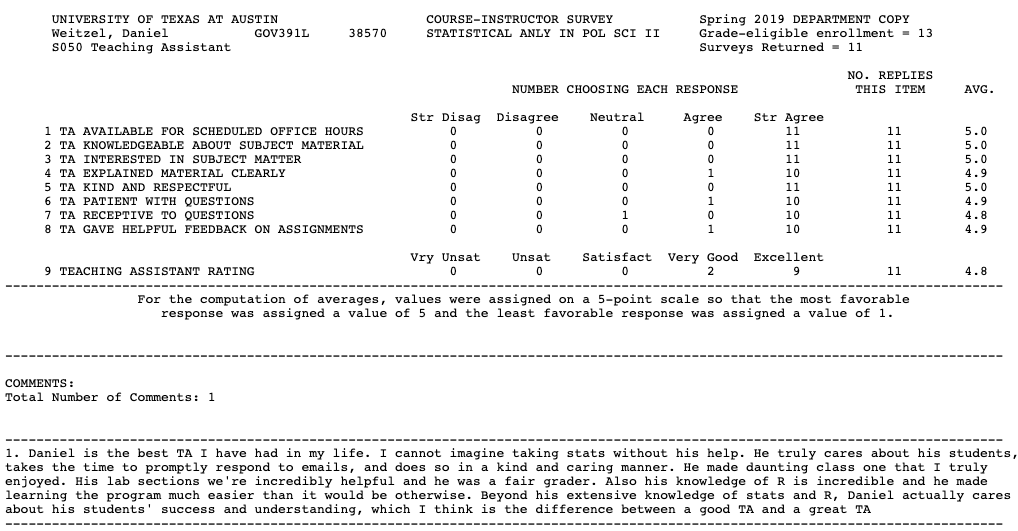 UNIVERSITY OF TEXAS AT AUSTIN COURSE-INSTRUCTOR SURVEY Spring 2019 DEPARTMENT COPY
Weitzel, Daniel GOV391L 38570 STATISTICAL ANLY IN POL SCI II Grade-eligible enrollment = 13
S050 Teaching Assistant Surveys Returned = 11
NO. REPLIES
NUMBER CHOOSING EACH RESPONSE THIS ITEM AVG.
Str Disag Disagree Neutral Agree Str Agree
1 TA AVAILABLE FOR SCHEDULED OFFICE HOURS 0 0 0 0 11 11 5.0
2 TA KNOWLEDGEABLE ABOUT SUBJECT MATERIAL 0 0 0 0 11 11 5.0
3 TA INTERESTED IN SUBJECT MATTER 0 0 0 0 11 11 5.0
4 TA EXPLAINED MATERIAL CLEARLY 0 0 0 1 10 11 4.9
5 TA KIND AND RESPECTFUL 0 0 0 0 11 11 5.0
6 TA PATIENT WITH QUESTIONS 0 0 0 1 10 11 4.9
7 TA RECEPTIVE TO QUESTIONS 0 0 1 0 10 11 4.8
8 TA GAVE HELPFUL FEEDBACK ON ASSIGNMENTS 0 0 0 1 10 11 4.9
Vry Unsat Unsat Satisfact Very Good Excellent
9 TEACHING ASSISTANT RATING 0 0 0 2 9 11 4.8
For the computation of averages, values were assigned on a 5-point scale so that the most favorable
response was assigned a value of 5 and the least favorable response was assigned a value of 1.
COMMENTS:
Total Number of Comments: 1
1. Daniel is the best TA I have had in my life. I cannot imagine taking stats without his help. He truly cares about his students,
takes the time to promptly respond to emails, and does so in a kind and caring manner. He made daunting class one that I truly
enjoyed. His lab sections we're incredibly helpful and he was a fair grader. Also his knowledge of R is incredible and he made
learning the program much easier than it would be otherwise. Beyond his extensive knowledge of stats and R, Daniel actually cares
about his students' success and understanding, which I think is the difference between a good TA and a great TA